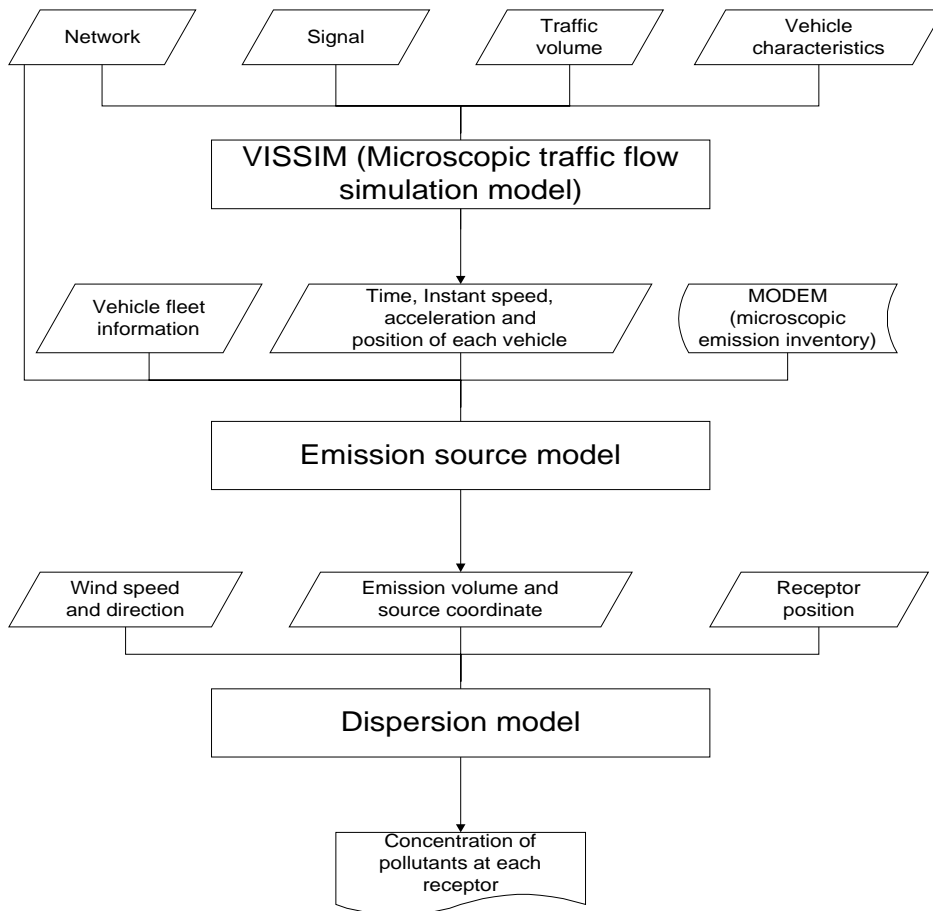 Network
Signal
Traffic
volume
Vehicle
characteristics
VISSIM (Microscopic traffic flow
simulation model)
Vehicle fleet
information
Time, Instant speed,
acceleration and
position of each vehicle
MODEM
(microscopic
emission inventory)
Emission source model
Wind speed
and direction
Emission volume and
source coordinate
Receptor
position
Dispersion model
Concentration of
pollutants at each
receptor